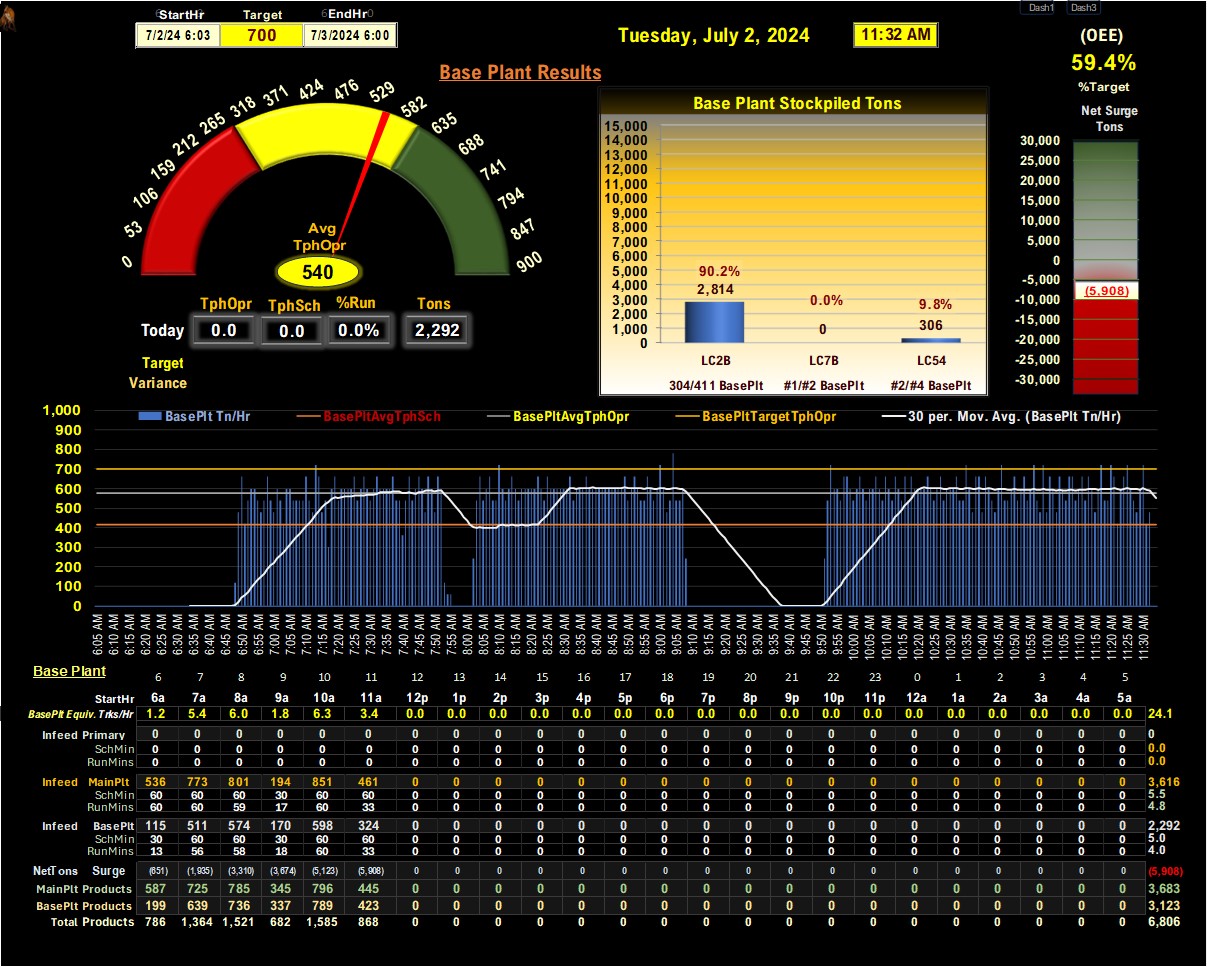 Dash1 Dash3
StartHr Target EndHr
7/2/24 6:03 700 7/3/2024 6:00
Tuesday, July 2, 2024 11:32 AM
(OEE)
59.4%
%Target
Net Surge
Tons
Base Plant Results
0 53 106 159 212 265 318 371 424 476 529 582 635 688 741 794 847 900
Avg
TphOpr
540
TphOpr TphSch %Run Tons
Today 0.0 0.0 0.0% 2,292
Target
Variance
Base Plant Stockpiled Tons
15,000
14,000
13,000
12,000
11,000
10,000
9,000
8,000
7,000
6,000
5,000
4,000
3,000
2,000
1,000
0
90.2% 0.0% 9.8%
2,814 0 306
LC2B LC7B LC54
304/411 BasePlt #1/#2 BasePlt #2/#4 BasePlt
30,000
25,000
20,000
15,000
10,000
5,000
0
-5,000
(5,908)
-10,000
-15,000
-20,000
-25,000
-30,000
BasePlt Tn/Hr BasePltAvgTphSch BasePltAvgTphOpr BasePltTargetTphOpr 30 per. Mov. Avg. (BasePlt Tn/Hr)
1,000
900
800
700
600
500
400
300
200
100
0
6:05 AM 6:10 AM 6:15 AM 6:20 AM 6:25 AM 6:30 AM 6:35 AM 6:40 AM 6:45 AM 6:50 AM 7:00 AM 7:05 AM 7:10 AM 7:15 AM 7:20 AM 7:25 AM 7:30 AM 7:35 AM 7:40 AM 7:45 AM 7:50 AM 7:55 AM 8:00 AM 8:05 AM 8:15 AM 8:20 AM 8:25 AM 8:30 AM 8:35 AM 8:40 AM 8:45 AM 8:50 AM 8:55 AM 9:00 AM 9:05 AM 9:10 AM 9:15 AM 9:20 AM 9:25 AM 9:30 AM 9:35 AM 9:40 AM 9:45 AM 9:50 AM 9:55 AM 10:00 AM 10:05 AM 10:10 AM 10:15 AM 10:20 AM 10:25 AM 10:30 AM 10:35 AM 10:40 AM 10:45 AM 10:50 AM 10:55 AM 11:00 AM 11:05 AM 11:10 AM 11:15 AM 11:20 AM 11:25 AM 11:30 AM
Base Plant
6 7 8 9 10 11 12 13 14 15 16 17 18 19 20 21 22 23 0 1 2 3 4 5
StartHr 6a 7a 8a 9a 10a 11a 12p 1p 2p 3p 4p 5p 6p 7p 8p 9p 10p 11p 12a 1a 2a 3a 4a 5a
BasePlt Equiv. Trks/Hr 1.2 5.4 6.0 1.8 6.3 3.4 0.0 0.0 0.0 0.0 0.0 0.0 0.0 0.0 0.0 0.0 0.0 0.0 0.0 0.0 0.0 0.0 0.0 0.0 24.1
Infeed Primary 0 0 0 0 0 0 0 0 0 0 0 0 0 0 0 0 0 0 0 0 0 0 0 0 0
SchMin 0 0 0 0 0 0 0 0 0 0 0 0 0 0 0 0 0 0 0 0 0 0 0 0 0.0
RunMins 0 0 0 0 0 0 0 0 0 0 0 0 0 0 0 0 0 0 0 0 0 0 0 0 0.0
Infeed MainPlt 536 773 801 194 851 461 0 0 0 0 0 0 0 0 0 0 0 0 0 0 0 0 0 0 3,616
SchMin 60 60 60 30 60 60 0 0 0 0 0 0 0 0 0 0 0 0 0 0 0 0 0 0 5.5
RunMins 60 60 59 17 60 33 0 0 0 0 0 0 0 0 0 0 0 0 0 0 0 0 0 0 4.8
Infeed BasePlt 115 511 574 170 598 324 0 0 0 0 0 0 0 0 0 0 0 0 0 0 0 0 0 0 2,292
SchMin 30 60 60 30 60 60 0 0 0 0 0 0 0 0 0 0 0 0 0 0 0 0 0 0 5.0
RunMins 13 56 58 18 60 33 0 0 0 0 0 0 0 0 0 0 0 0 0 0 0 0 0 0 4.0
NetTons Surge (651) (1,935) (3,310) (3,674) (5,123) (5,908) 0 0 0 0 0 0 0 0 0 0 0 0 0 0 0 0 0 0 (5,908)
MainPlt Products 587 725 785 345 796 445 0 0 0 0 0 0 0 0 0 0 0 0 0 0 0 0 0 0 3,683
BasePlt Products 199 639 736 337 789 423 0 0 0 0 0 0 0 0 0 0 0 0 0 0 0 0 0 0 3,123
Total Products 786 1,364 1,521 682 1,585 868 0 0 0 0 0 0 0 0 0 0 0 0 0 0 0 0 0 0 6,806